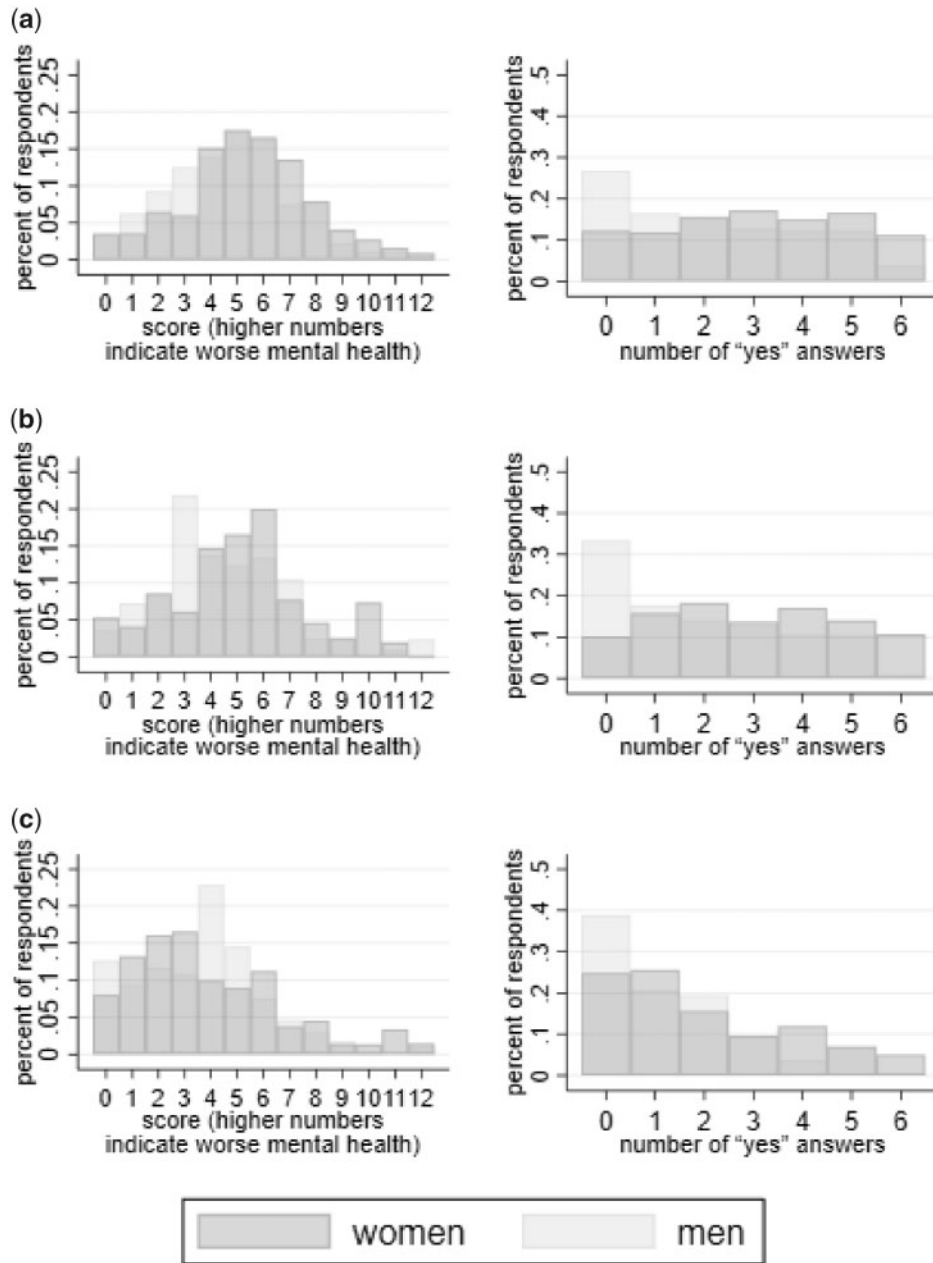 (a)
percent of respondents
0 .05 .1 .15 .2 .25
0 1 2 3 4 5 6 7 8 9 10 11 12
score (higher numbers
indicate worse mental health)
percent of respondents
0 .1 .2 .3 .4 .5
0 1 2 3 4 5 6
number of “yes” answers
(b)
percent of respondents
0 .05 .1 .15 .2 .25
0 1 2 3 4 5 6 7 8 9 10 11 12
score (higher numbers
indicate worse mental health)
percent of respondents
0 .1 .2 .3 .4 .5
0 1 2 3 4 5 6
number of “yes” answers
(c)
percent of respondents
0 .05 .1 .15 .2 .25
0 1 2 3 4 5 6 7 8 9 10 11 12
score (higher numbers
indicate worse mental health)
percent of respondents
0 .1 .2 .3 .4 .5
0 1 2 3 4 5 6
number of “yes” answers
women men